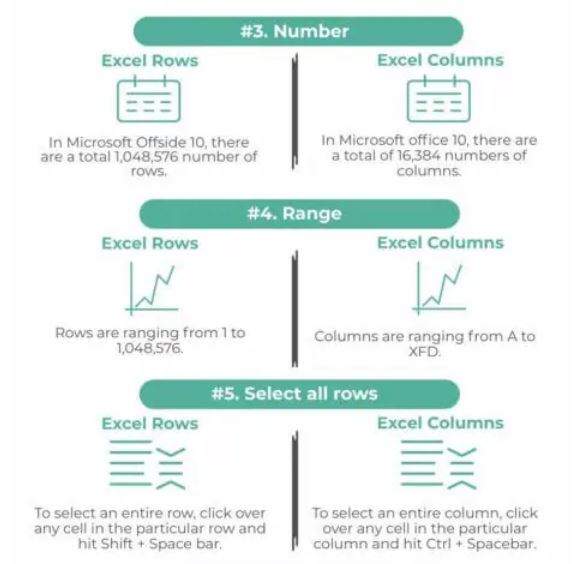 #3. Number
Excel Rows
In Microsoft Offside 10, there
are a total 1,048,576 number of
rows.
Excel Columns
In Microsoft office 10, there are
a total of 16,384 numbers of
columns.
#4. Range
Excel Rows
Rows are ranging from 1 to
1,048,576.
Excel Columns
Columns are ranging from A to
XFD.
#5. Select all rows
Excel Rows
To select an entire row, click over
any cell in the particular row and
hit Shift + Space bar.
Excel Columns
To select an entire column, click
over any cell in the particular
column and hit Ctrl + Spacebar.